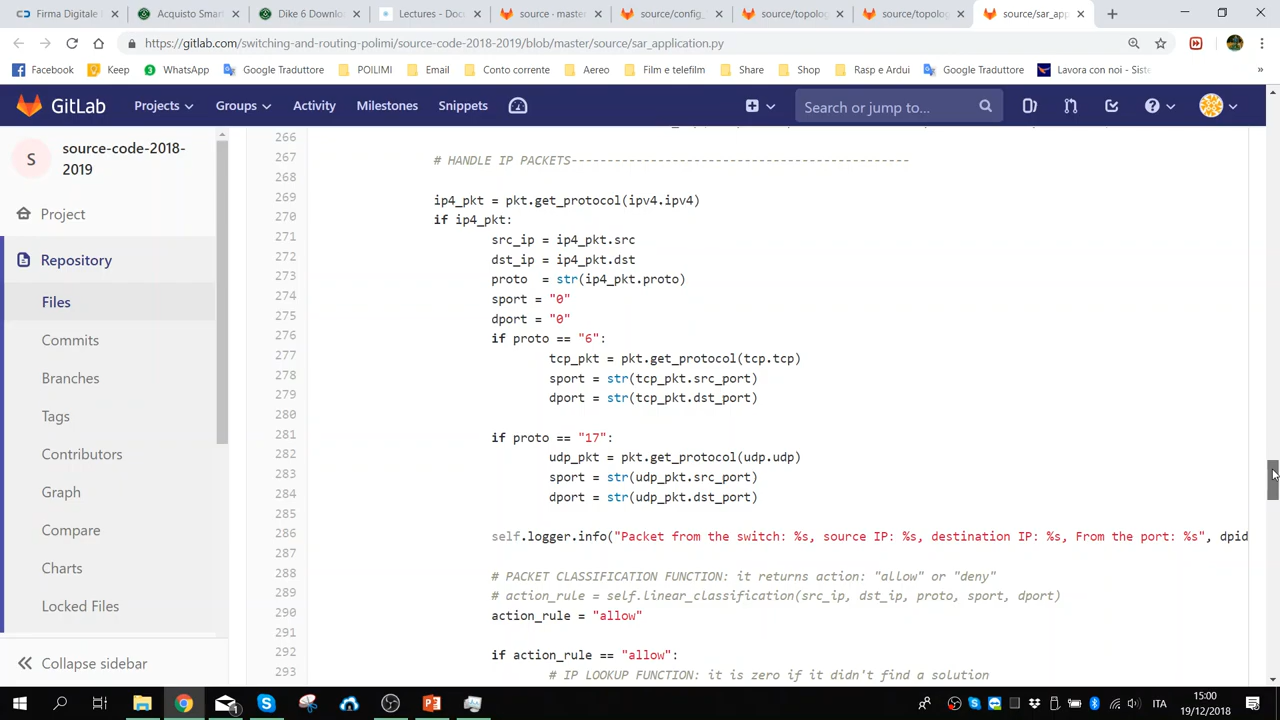 Firma Digitale
Acquisto Smar
Dike 6 Downlo
Lectures - Docu
source - maste
source/config_
source/topolog
source/topolog
source/sar_app
https://gitlab.com/switching-and-routing-polimi/source-code-2018-2019/blob/master/source/sar_application.py
Facebook
Keep
WhatsApp
Google Traduttore
POILIMI
Email
Conto corrente
Aereo
Film e telefilm
Share
Shop
Rasp e Ardui
Google Traduttore
Lavora con noi - Siste
»
GitLab
Projects
Groups
Activity
Milestones
Snippets
Search or jump to...
S
source-code-2018-
2019
Project
Repository
Files
Commits
Branches
Tags
Contributors
Graph
Compare
Charts
Locked Files
Collapse sidebar
266
267 # HANDLE IP PACKETS-----------------------------------------------
268
269 ip4_pkt = pkt.get_protocol(ipv4.ipv4)
270 if ip4_pkt:
271 src_ip = ip4_pkt.src
272 dst_ip = ip4_pkt.dst
273 proto  = str(ip4_pkt.proto)
274 sport = "0"
275 dport = "0"
276 if proto == "6":
277 tcp_pkt = pkt.get_protocol(tcp.tcp)
278 sport = str(tcp_pkt.src_port)
279 dport = str(tcp_pkt.dst_port)
280
281 if proto == "17":
282 udp_pkt = pkt.get_protocol(udp.udp)
283 sport = str(udp_pkt.src_port)
284 dport = str(udp_pkt.dst_port)
285
286 self.logger.info("Packet from the switch: %s, source IP: %s, destination IP: %s, From the port: %s", dpid
287
288 # PACKET CLASSIFICATION FUNCTION: it returns action: "allow" or "deny"
289 # action_rule = self.linear_classification(src_ip, dst_ip, proto, sport, dport)
290 action_rule = "allow"
291
292 if action_rule == "allow":
293 # IP LOOKUP FUNCTION: it is zero if it didn't find a solution
ITA
15:00
19/12/2018